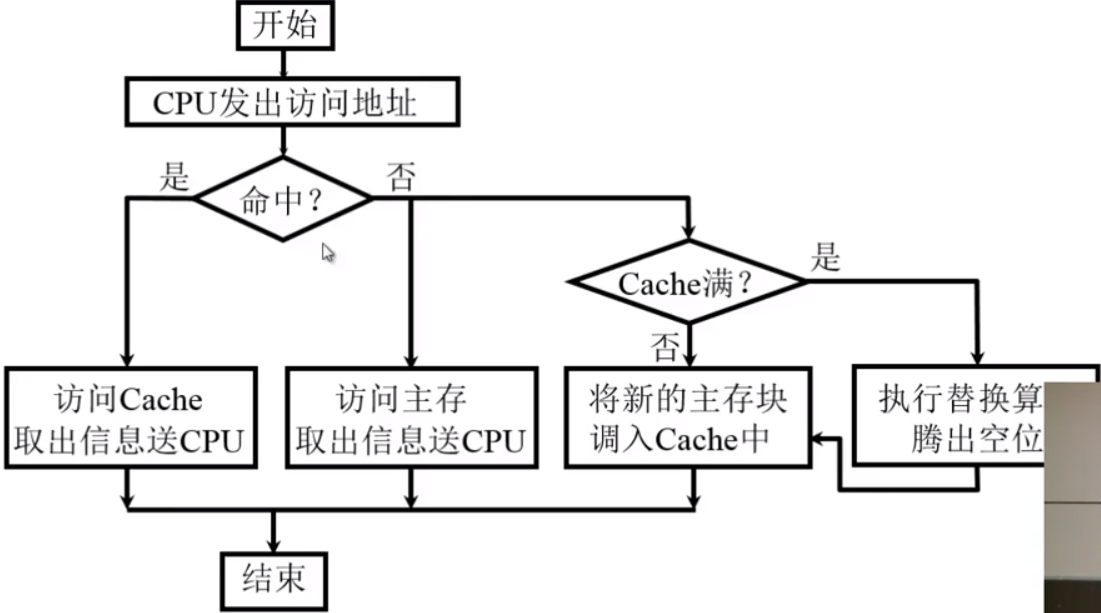 开始
CPU发出访问地址
是
命中？
否
Cache满？
是
否
访问Cache
取出信息送CPU
访问主存
取出信息送CPU
将新的主存块
调入Cache中
执行替换算
腾出空位
结束